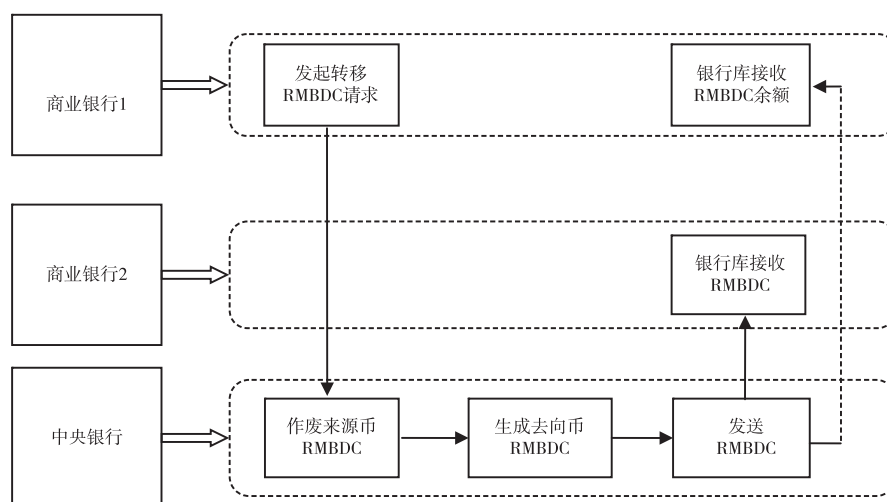 商业银行1
发起转移
RMBDC请求
银行库接收
RMBDC余额
商业银行2
银行库接收
RMBDC
中央银行
作废来源币
RMBDC
生成去向币
RMBDC
发送
RMBDC